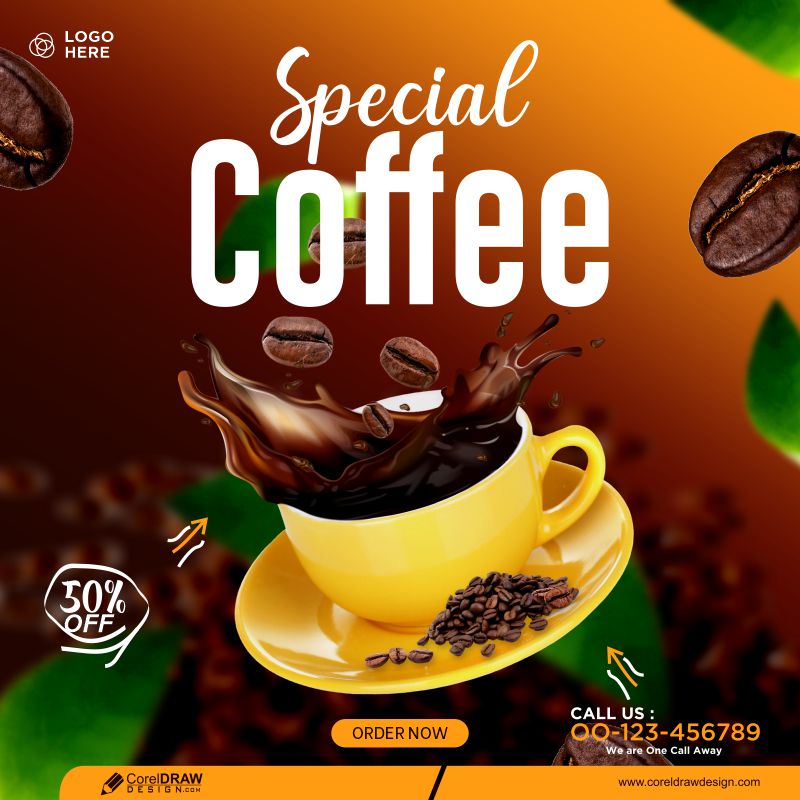 LOGO
HERE
Special
Coffee
50%
OFF
ORDER NOW
CALL US :
00-123-456789
We are One Call Away
CorelDRAW
DESIGN.COM
www.coreldrawdesign.com